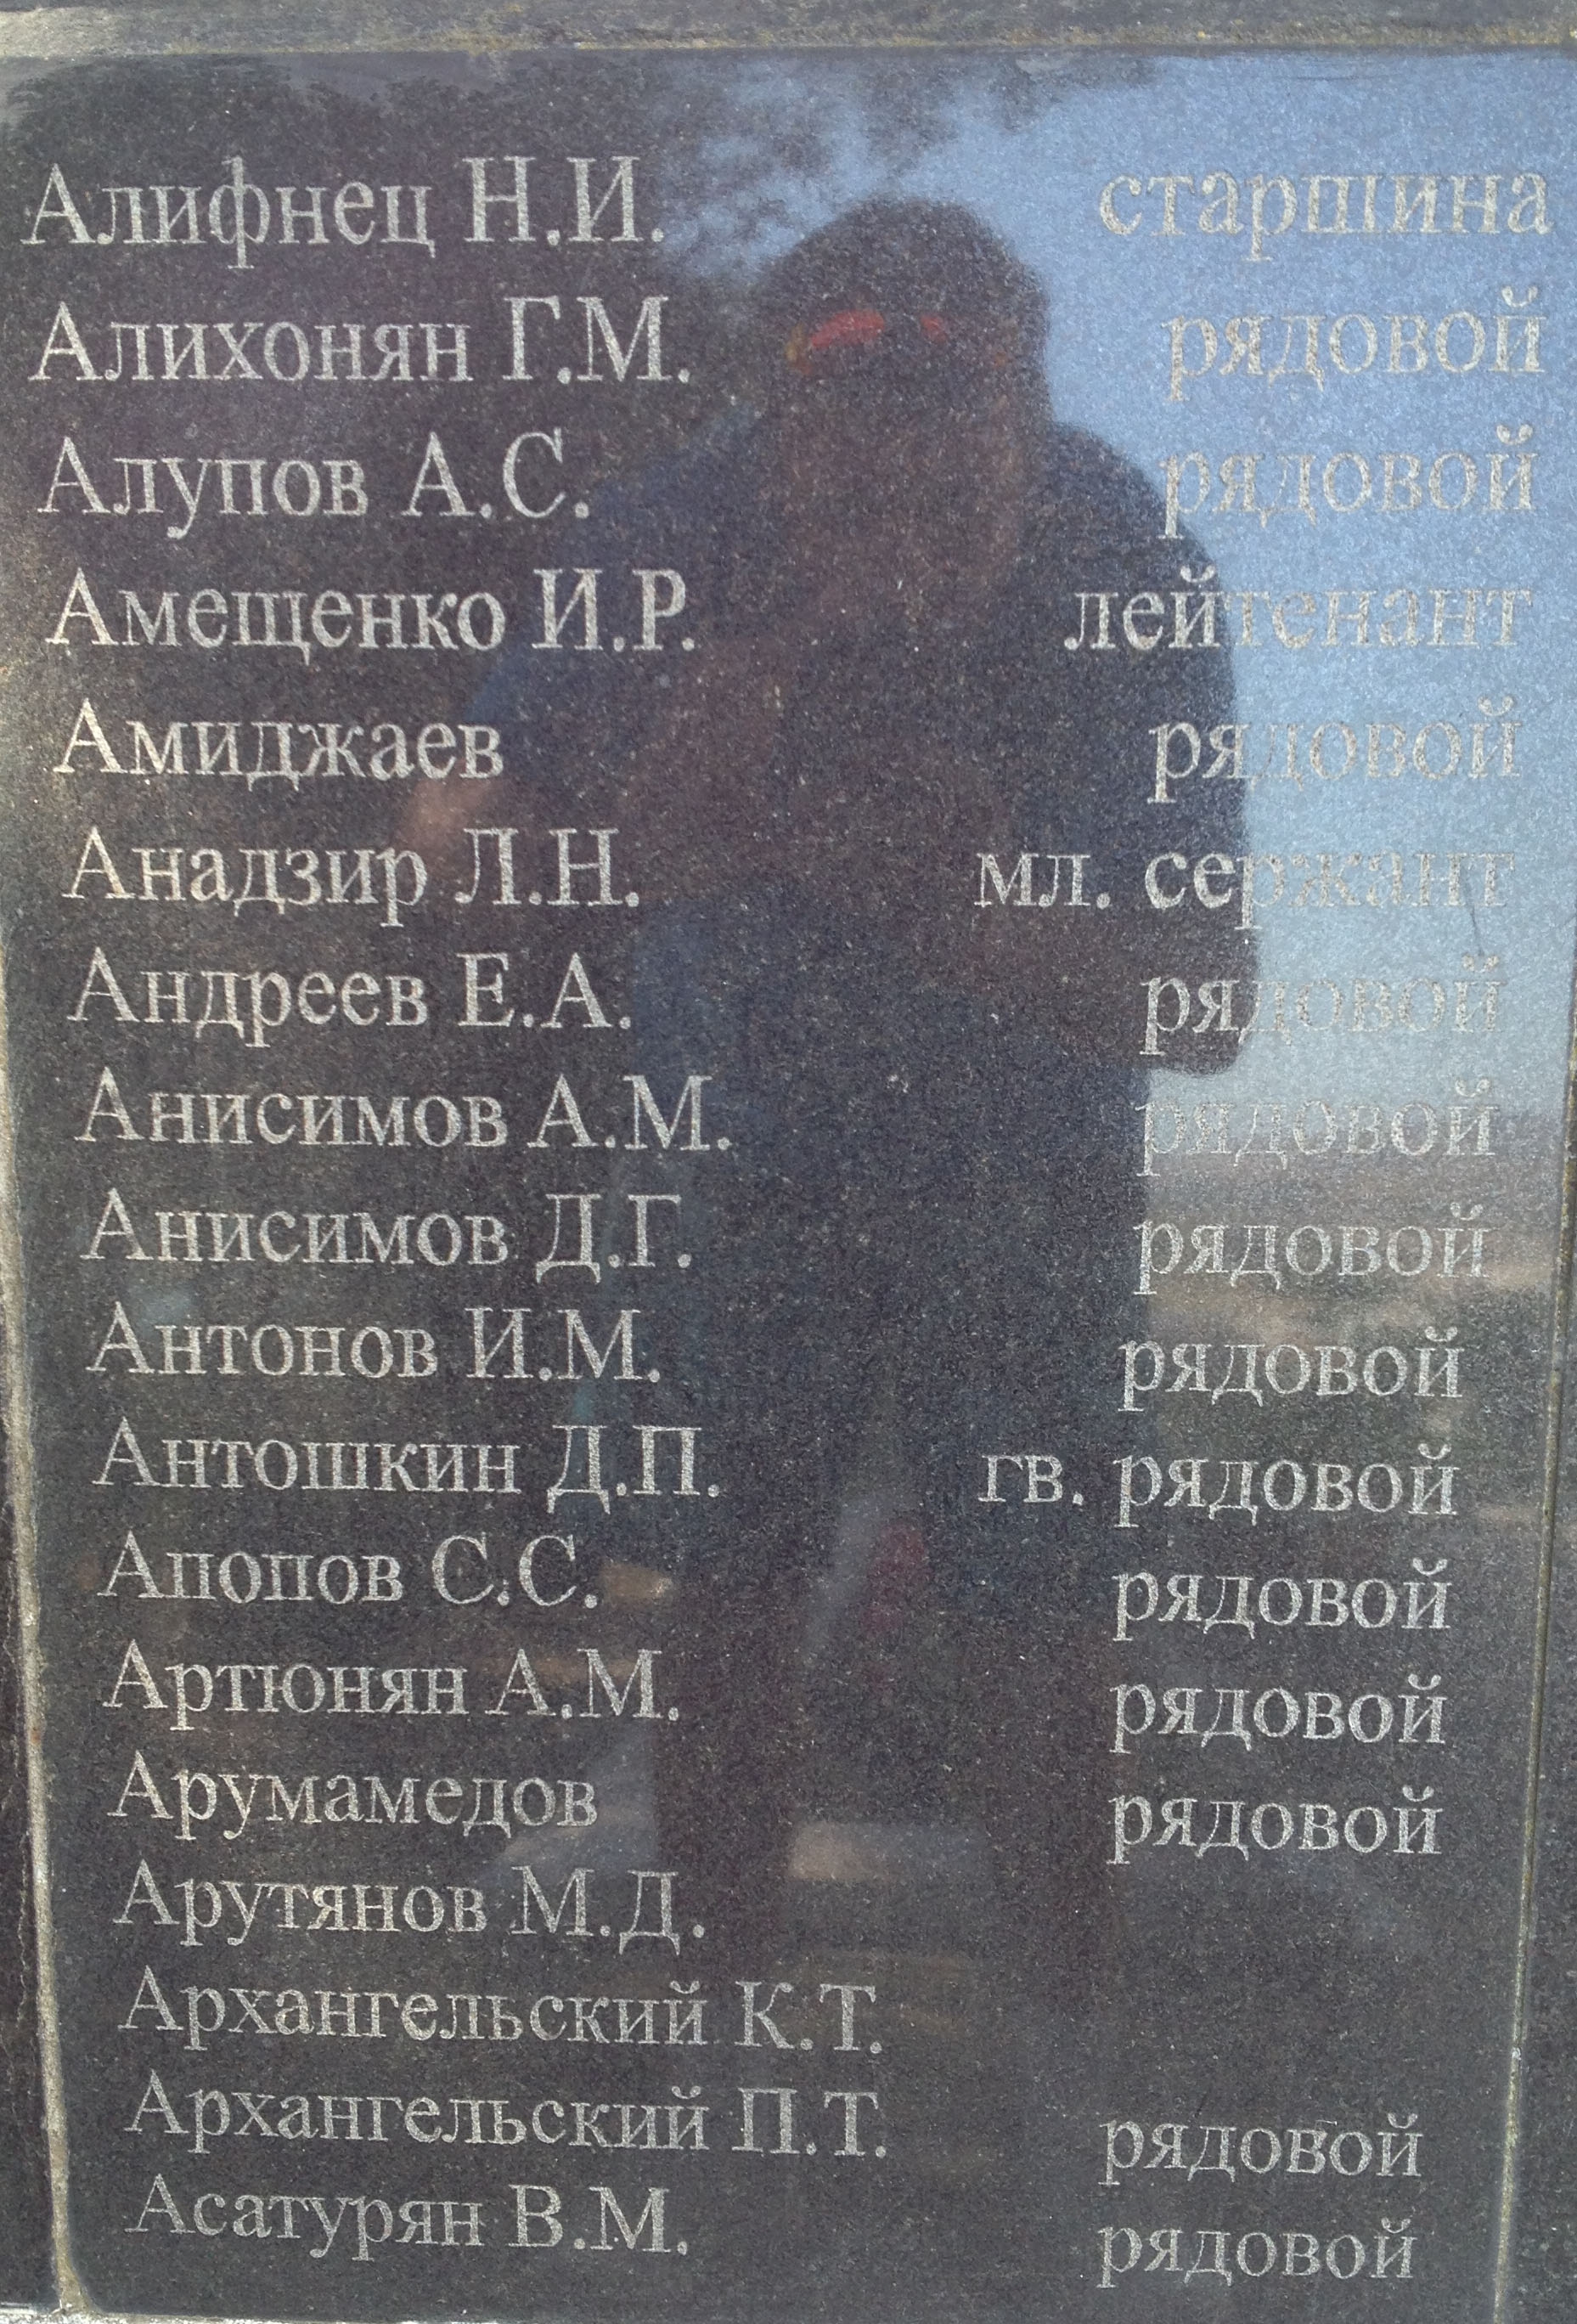 Алифнец Н.И. старшина
Алихонян Г.М. рядовой
Алупов А.С. рядовой
Амещенко И.Р. лейтенант
Амиджаев рядовой
Анадзир Л.Н. мл. сержант
Андреев Е.А. рядовой
Анисимов А.М. рядовой
Анисимов Д.Г. рядовой
Антонов И.М. рядовой
Антошкин Д.П. гв. рядовой
Апопов С.С. рядовой
Артюнян А.М. рядовой
Арумамедов рядовой
Арутянов М.Д.
Архангельский К.Т.
Архангельский П.Т. рядовой
Асатурян В.М. рядовой